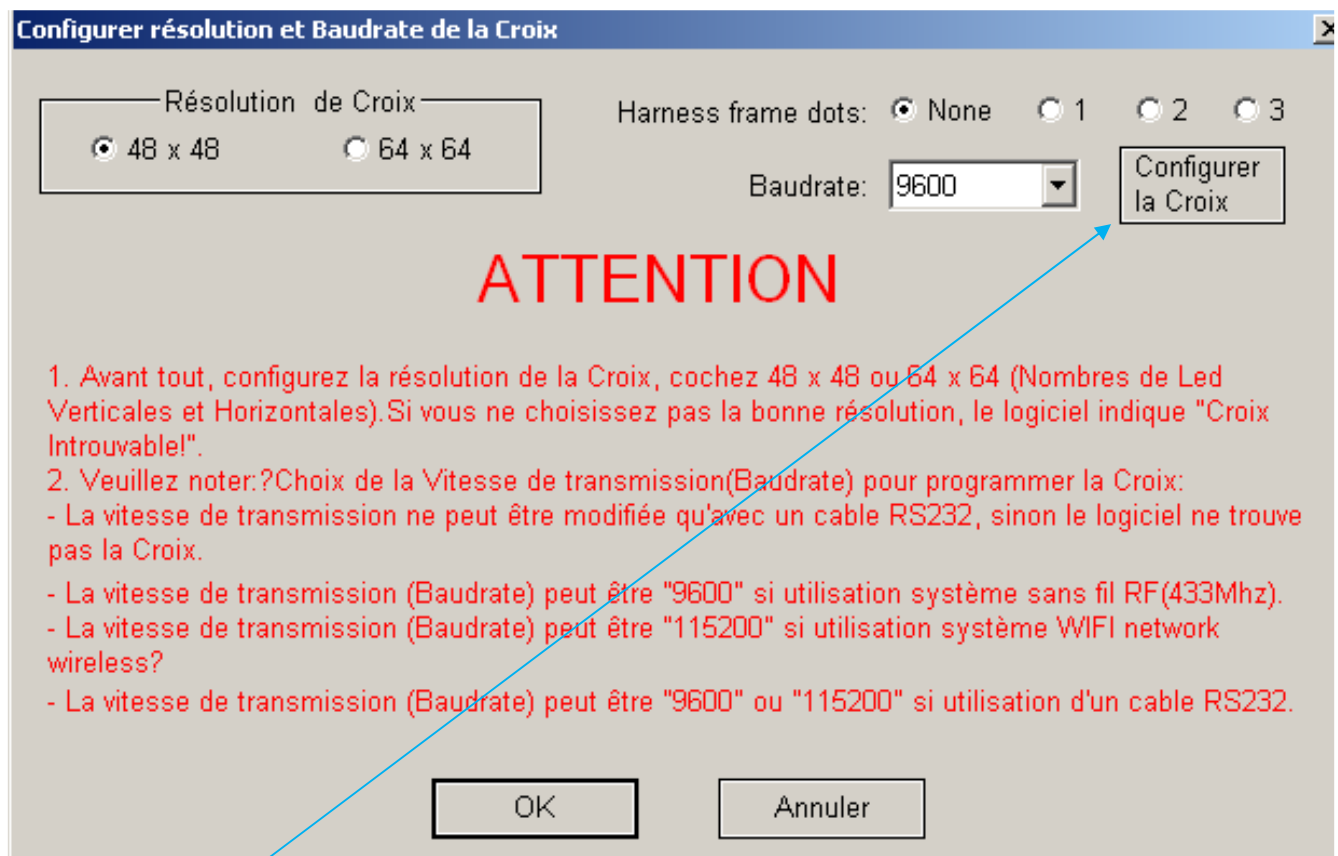 Configurer résolution et Baudrate de la Croix
Résolution de Croix
48 x 48 64 x 64
Harness frame dots: None 1 2 3
Baudrate: 9600
Configurer
la Croix
ATTENTION
1. Avant tout, configurez la résolution de la Croix, cochez 48 x 48 ou 64 x 64 (Nombres de Led
Verticales et Horizontales).Si vous ne choisissez pas la bonne résolution, le logiciel indique "Croix
Introuvable!".
2. Veuillez noter:?Choix de la Vitesse de transmission(Baudrate) pour programmer la Croix:
- La vitesse de transmission ne peut être modifiée qu'avec un cable RS232, sinon le logiciel ne trouve
pas la Croix.
- La vitesse de transmission (Baudrate) peut être "9600" si utilisation système sans fil RF(433Mhz).
- La vitesse de transmission (Baudrate) peut être "115200" si utilisation système WIFI network
wireless?
- La vitesse de transmission (Baudrate) peut être "9600" ou "115200" si utilisation d'un cable RS232.
OK Annuler